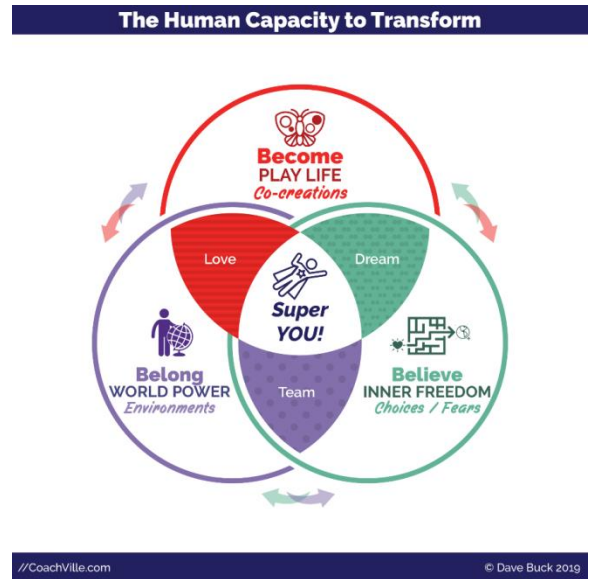 The Human Capacity to Transform
Become
PLAY LIFE
Co-creations
Love
Dream
Super
YOU!
Belong
WORLD POWER
Environments
Believe
INNER FREEDOM
Choices / Fears
Team
//CoachVille.com
© Dave Buck 2019